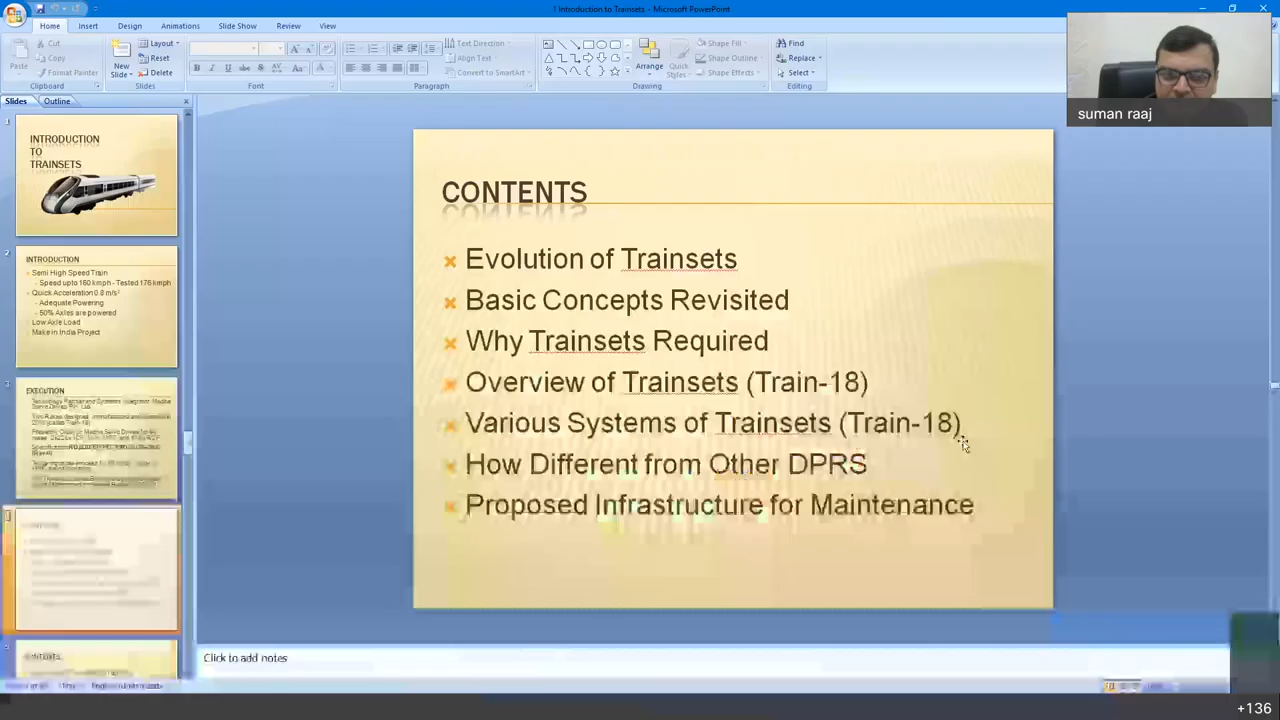 1 Introduction to Trainsets - Microsoft PowerPoint
Home Insert Design Animations Slide Show Review View
Cut
Copy
Format Painter
Paste
Clipboard
New Slide
Layout
Reset
Delete
Slides
Font
Paragraph
Text Direction
Align Text
Convert to SmartArt
Arrange
Quick Styles
Shape Fill
Shape Outline
Shape Effects
Drawing
Find
Replace
Select
Editing
suman raaj
Slides Outline
1
INTRODUCTION
TO
TRAINSETS
2
INTRODUCTION
Semi High Speed Train
- Speed upto 160 kmph - Tested 176 kmph
Quick Acceleration 0.8 m/s²
- Adequate Powering
- 50% Axles are powered
Low Axle Load
Make in India Project
3
EXECUTION
CONTENTS
Evolution of Trainsets
Basic Concepts Revisited
Why Trainsets Required
Overview of Trainsets (Train-18)
Various Systems of Trainsets (Train-18)
How Different from Other DPRS
Proposed Infrastructure for Maintenance
Click to add notes
+136